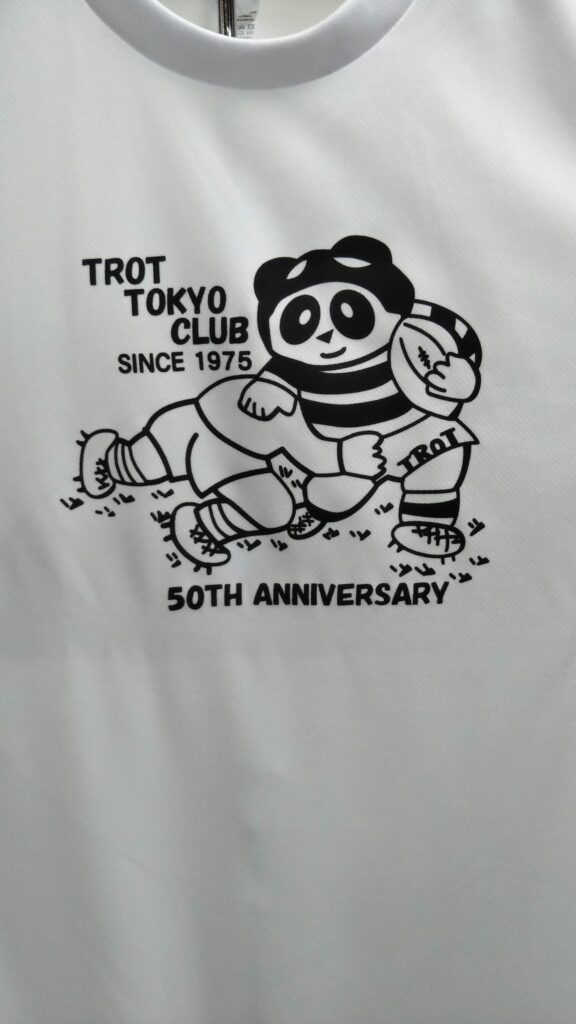 TROT
TOKYO
CLUB
SINCE 1975
TROT
50TH ANNIVERSARY